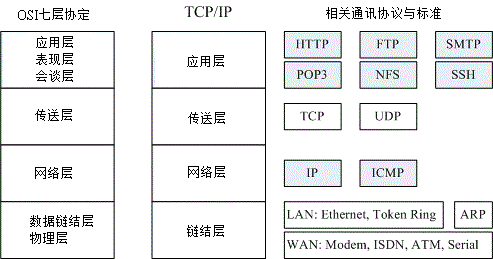 OSI七层协定 TCP/IP 相关通讯协议与标准
应用层
表现层
会谈层
应用层
HTTP FTP SMTP
POP3 NFS SSH
传送层 传送层 TCP UDP
网络层 网络层 IP ICMP
数据链结层
物理层
链结层
LAN: Ethernet, Token Ring ARP
WAN: Modem, ISDN, ATM, Serial